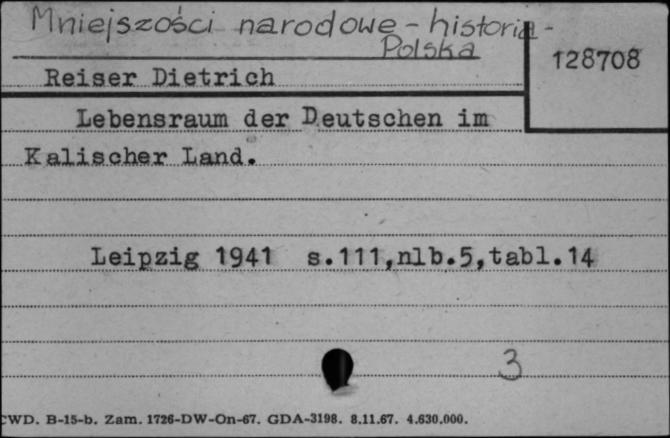 Mniejszości narodowe - historia -
Polska
128708
Reiser Dietrich
Lebensraum der Deutschen im
Kalischer Land.
Leipzig 1941 s.111,nlb.5,tabl.14
3
CWD. B-15-b. Zam. 1726-DW-On-67. GDA-3198. 8.11.67. 4.630.000.